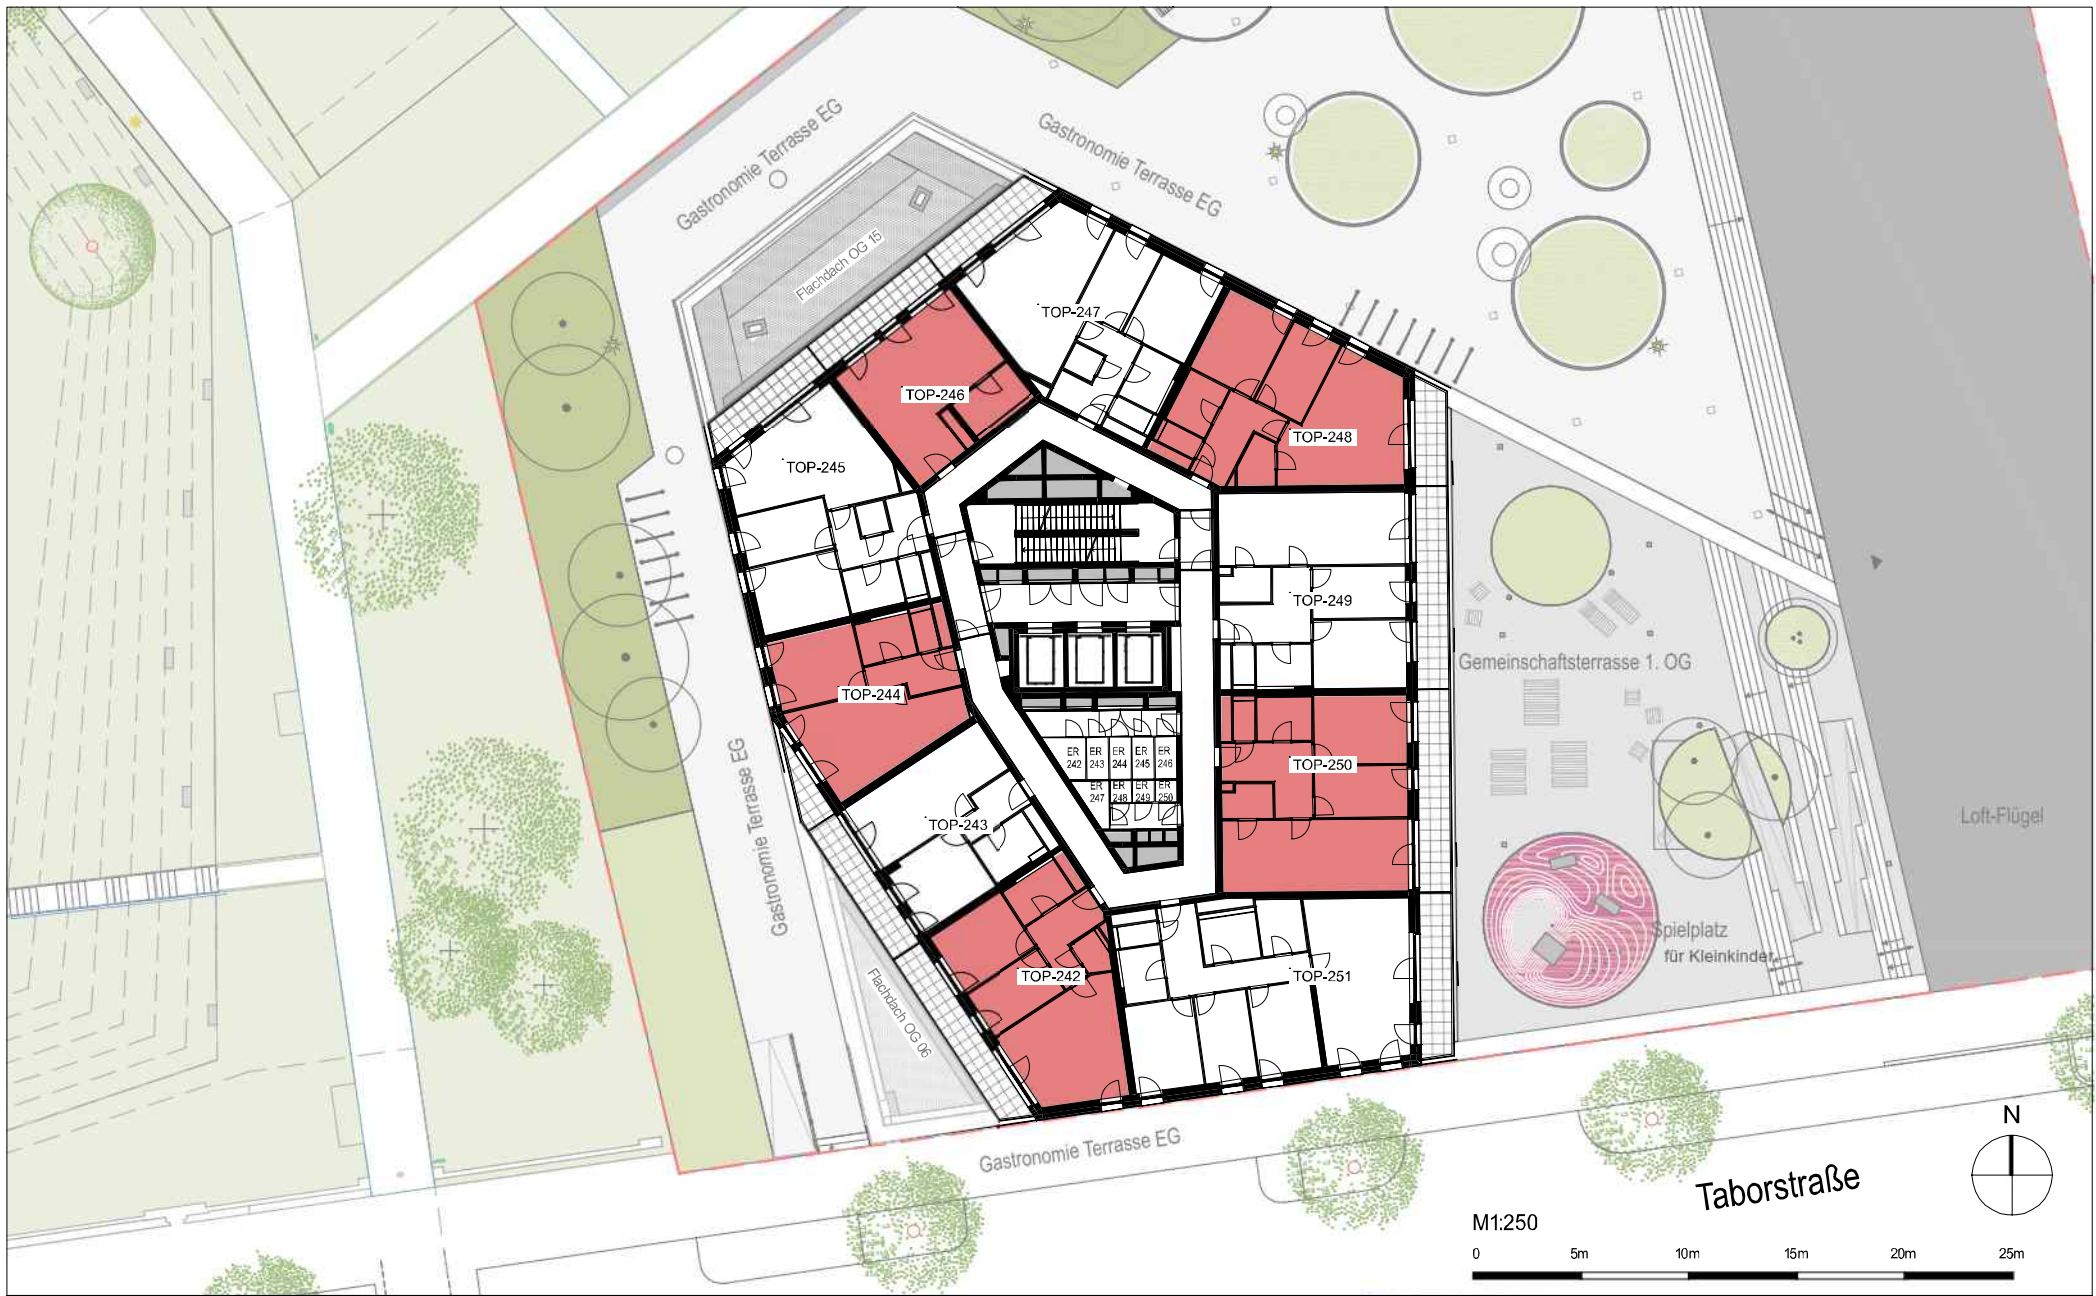 Gastronomie Terrasse EG
Gastronomie Terrasse EG
Flachdach OG 15
TOP-247
TOP-246
TOP-248
TOP-245
TOP-249
Gemeinschaftsterrasse 1. OG
TOP-244
ER 242
ER 243
ER 244
ER 245
ER 246
TOP-250
ER 247
ER 248
ER 249
ER 250
TOP-243
Gastronomie Terrasse EG
Loft-Flügel
Spielplatz
für Kleinkinder
TOP-242
TOP-251
Flachdach OG 06
Gastronomie Terrasse EG
N
Taborstraße
M1:250
0 5m 10m 15m 20m 25m